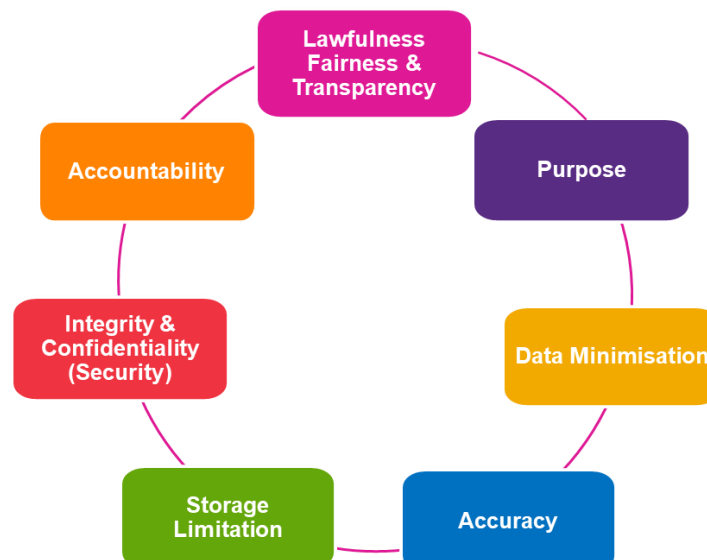 Lawfulness
Fairness &
Transparency
Purpose
Data Minimisation
Accuracy
Storage
Limitation
Integrity &
Confidentiality
(Security)
Accountability